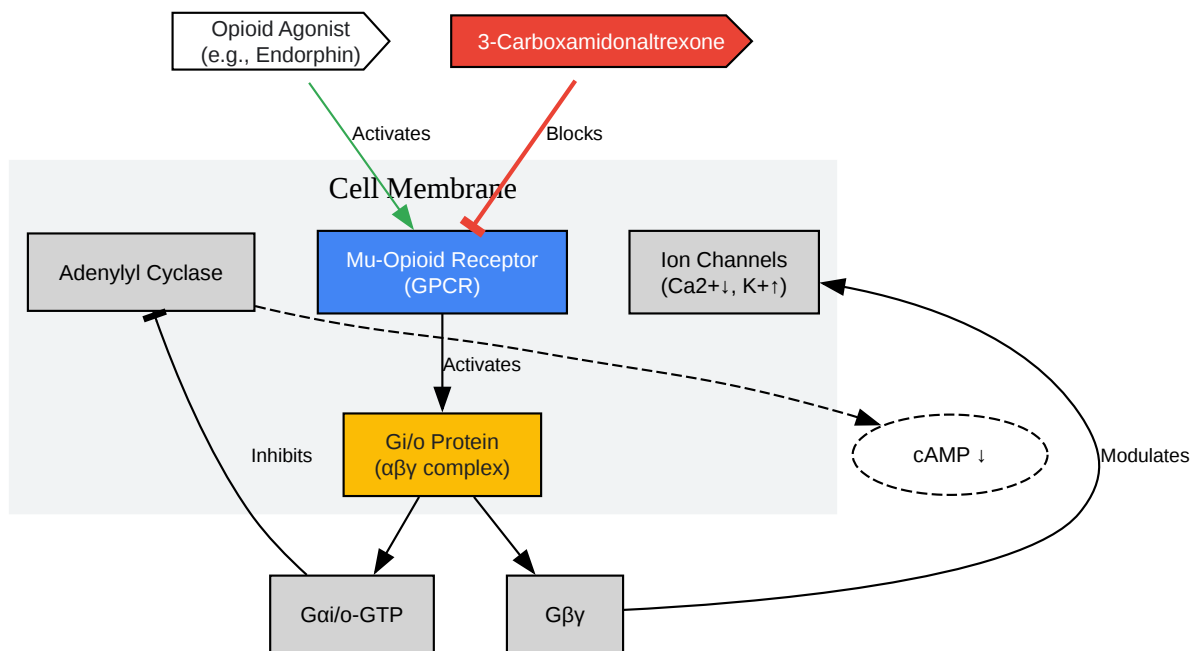 Opioid Agonist
(e.g., Endorphin)
3-Carboxamidonaltrexone
Activates
Blocks
Cell Membrane
Adenylyl Cyclase
Mu-Opioid Receptor
(GPCR)
Ion Channels
(Ca2+↓, K+↑)
Activates
Inhibits
Gi/o Protein
(αβγ complex)
cAMP ↓
Modulates
Gαi/o-GTP
Gβγ